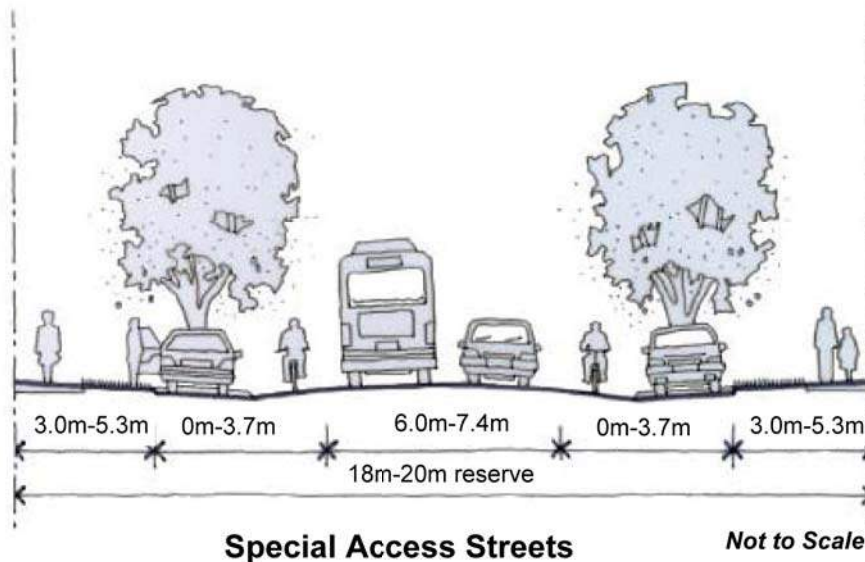 3.0m-5.3m 0m-3.7m 6.0m-7.4m 0m-3.7m 3.0m-5.3m
18m-20m reserve
Special Access Streets Not to Scale